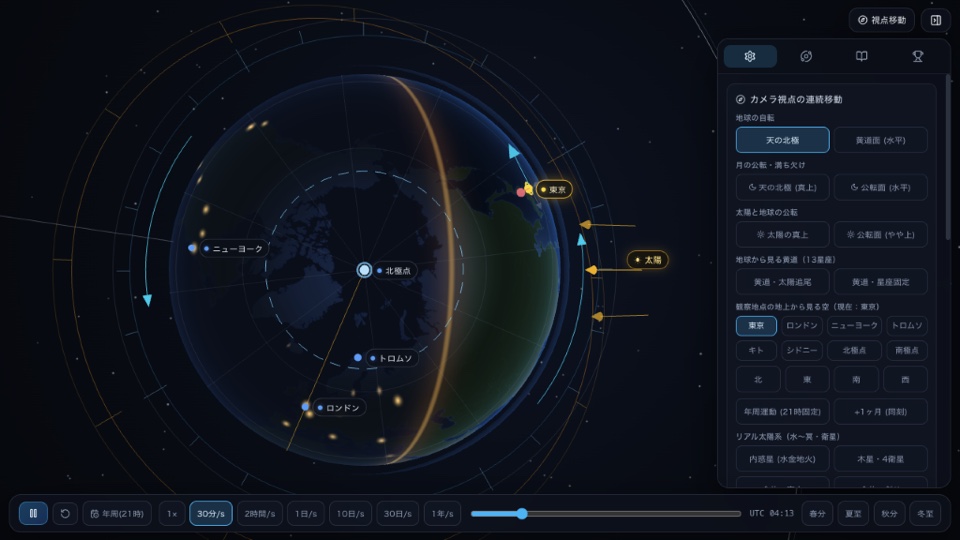 視点移動
カメラ視点の連続移動
地球の自転
天の北極
黄道面 (水平)
月の公転・満ち欠け
天の北極 (真上)
公転面 (水平)
太陽と地球の公転
太陽の真上
公転面 (やや上)
地球から見る黄道 (13星座)
黄道・太陽追尾
黄道・星座固定
観察地点の地上から見る空 (現在：東京)
東京
ロンドン
ニューヨーク
トロムソ
キト
シドニー
北極点
南極点
北
東
南
西
年周運動 (21時固定)
+1ヶ月 (同刻)
リアル太陽系 (水〜冥・衛星)
内惑星 (水金地火)
木星・4衛星
東京
太陽
ニューヨーク
北極点
トロムソ
ロンドン
年周(21時)
1×
30分/s
2時間/s
1日/s
10日/s
30日/s
1年/s
UTC 04:13
春分
夏至
秋分
冬至